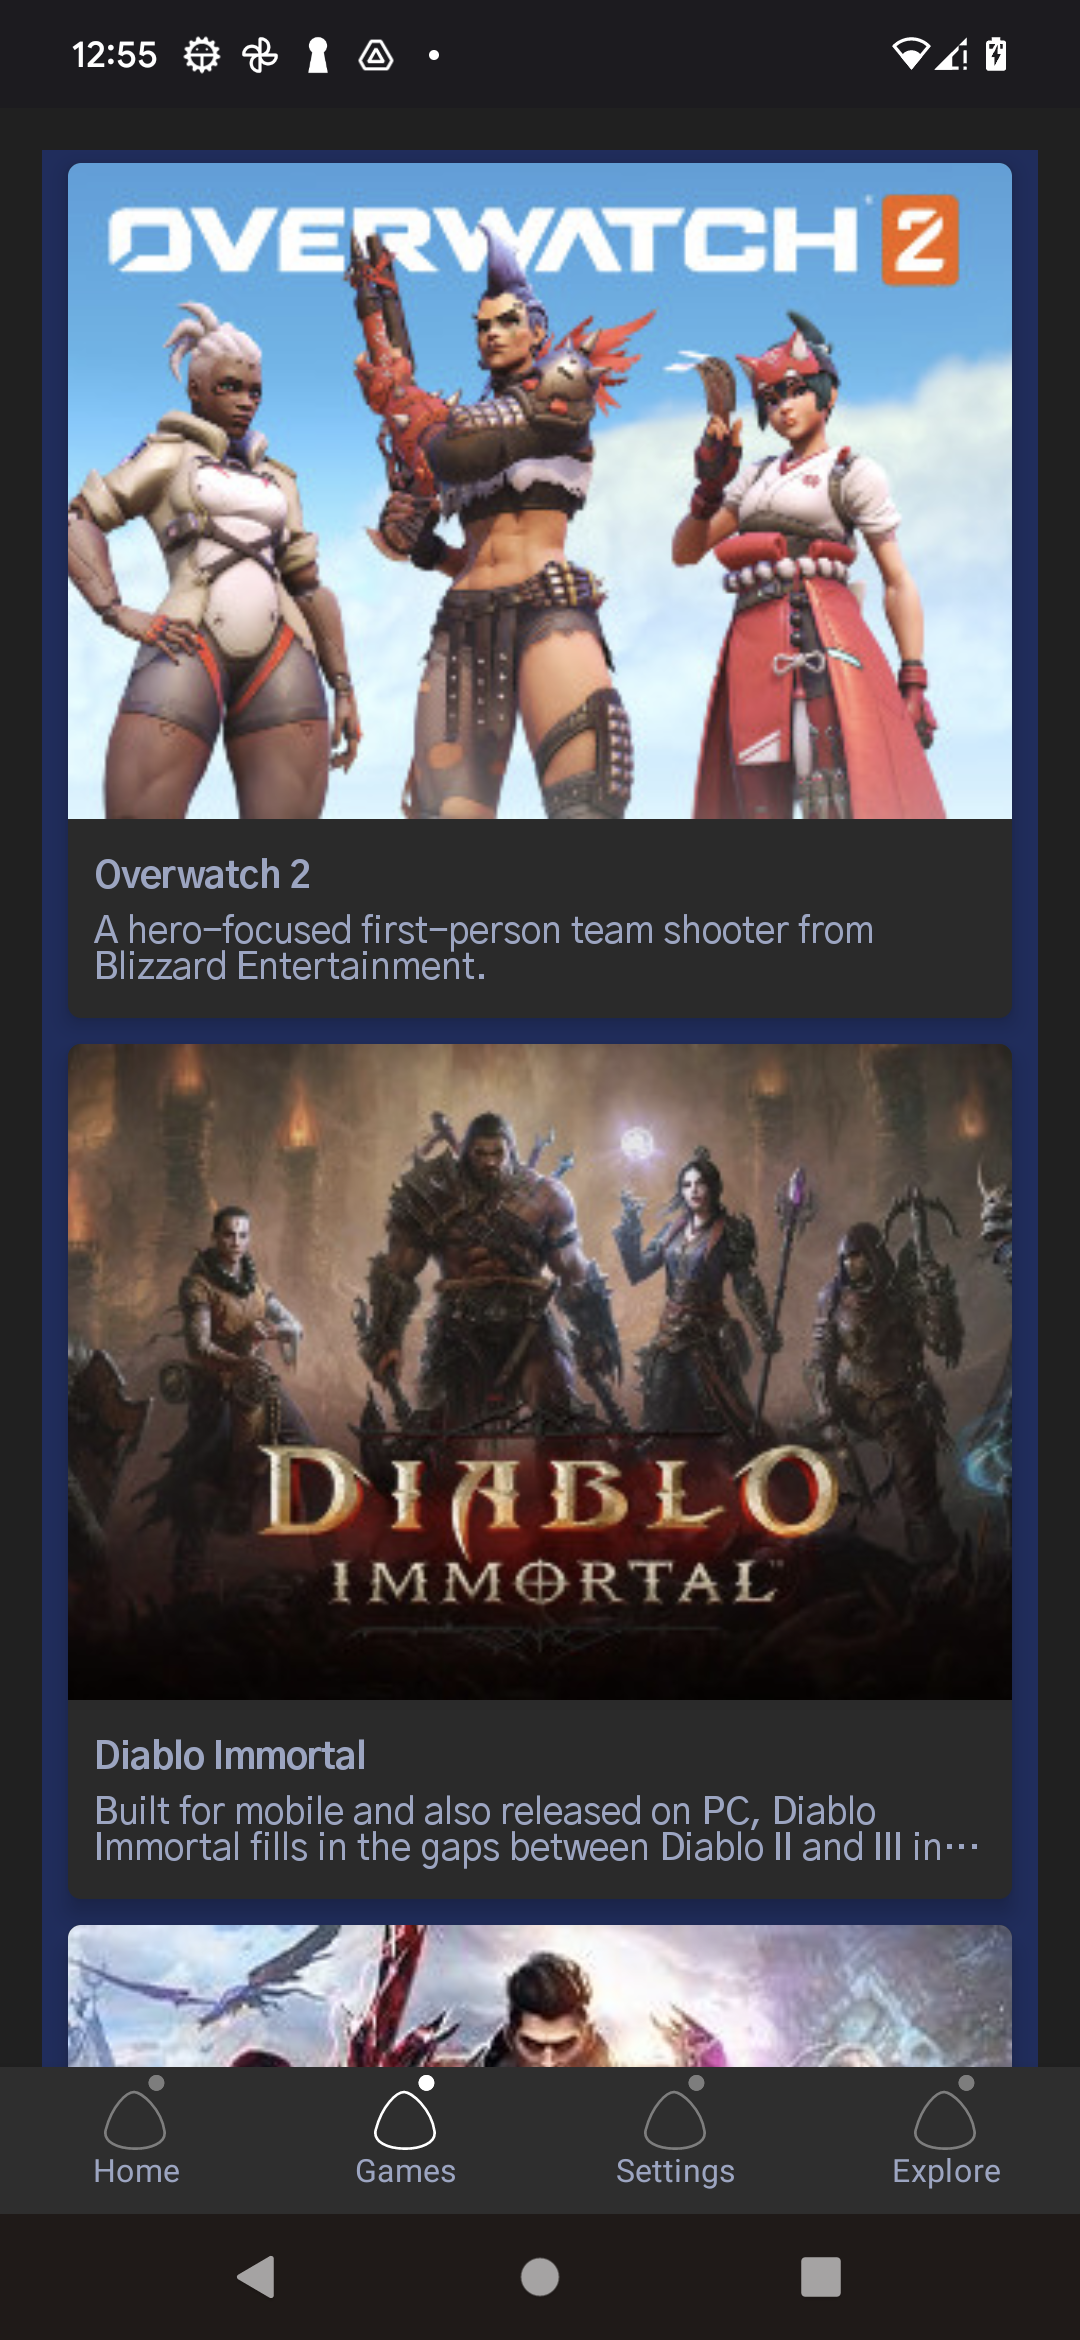 12:55
OVERWATCH 2
Overwatch 2
A hero-focused first-person team shooter from
Blizzard Entertainment.
DIABLO
IMMORTAL
Diablo Immortal
Built for mobile and also released on PC, Diablo
Immortal fills in the gaps between Diablo II and III in…
Home
Games
Settings
Explore